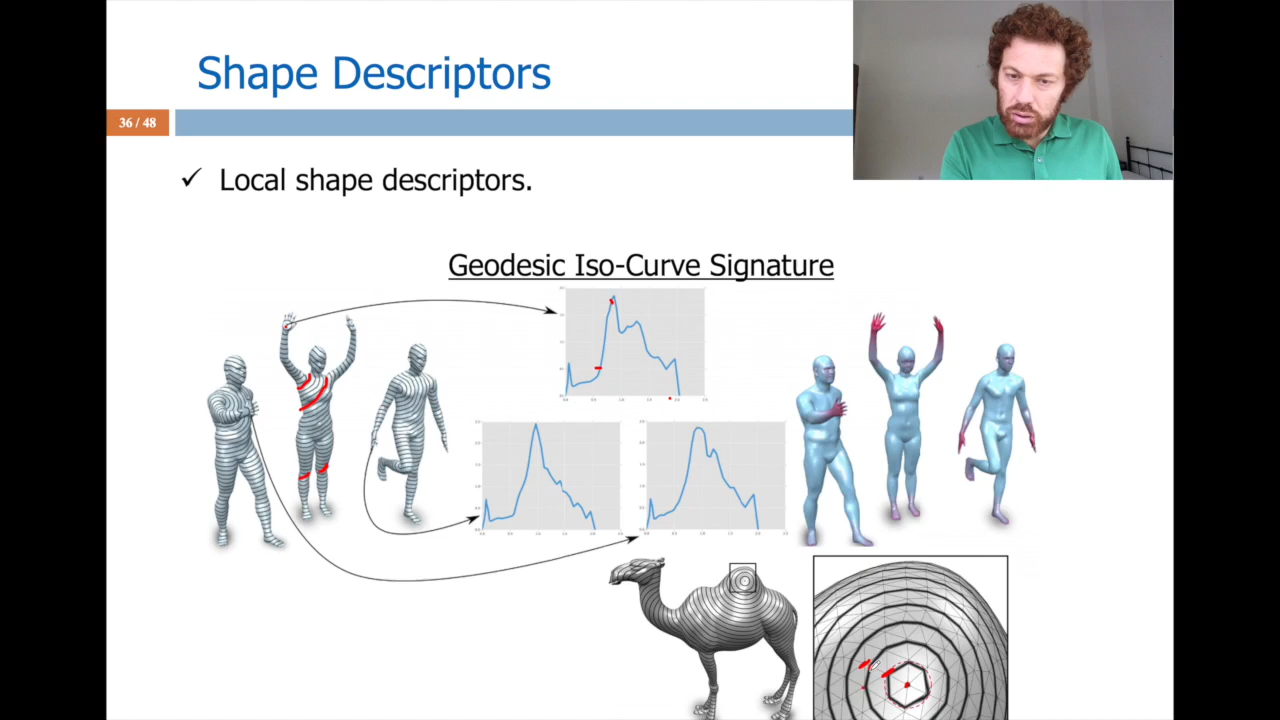 Shape Descriptors
36 / 48
✓ Local shape descriptors.
Geodesic Iso-Curve Signature